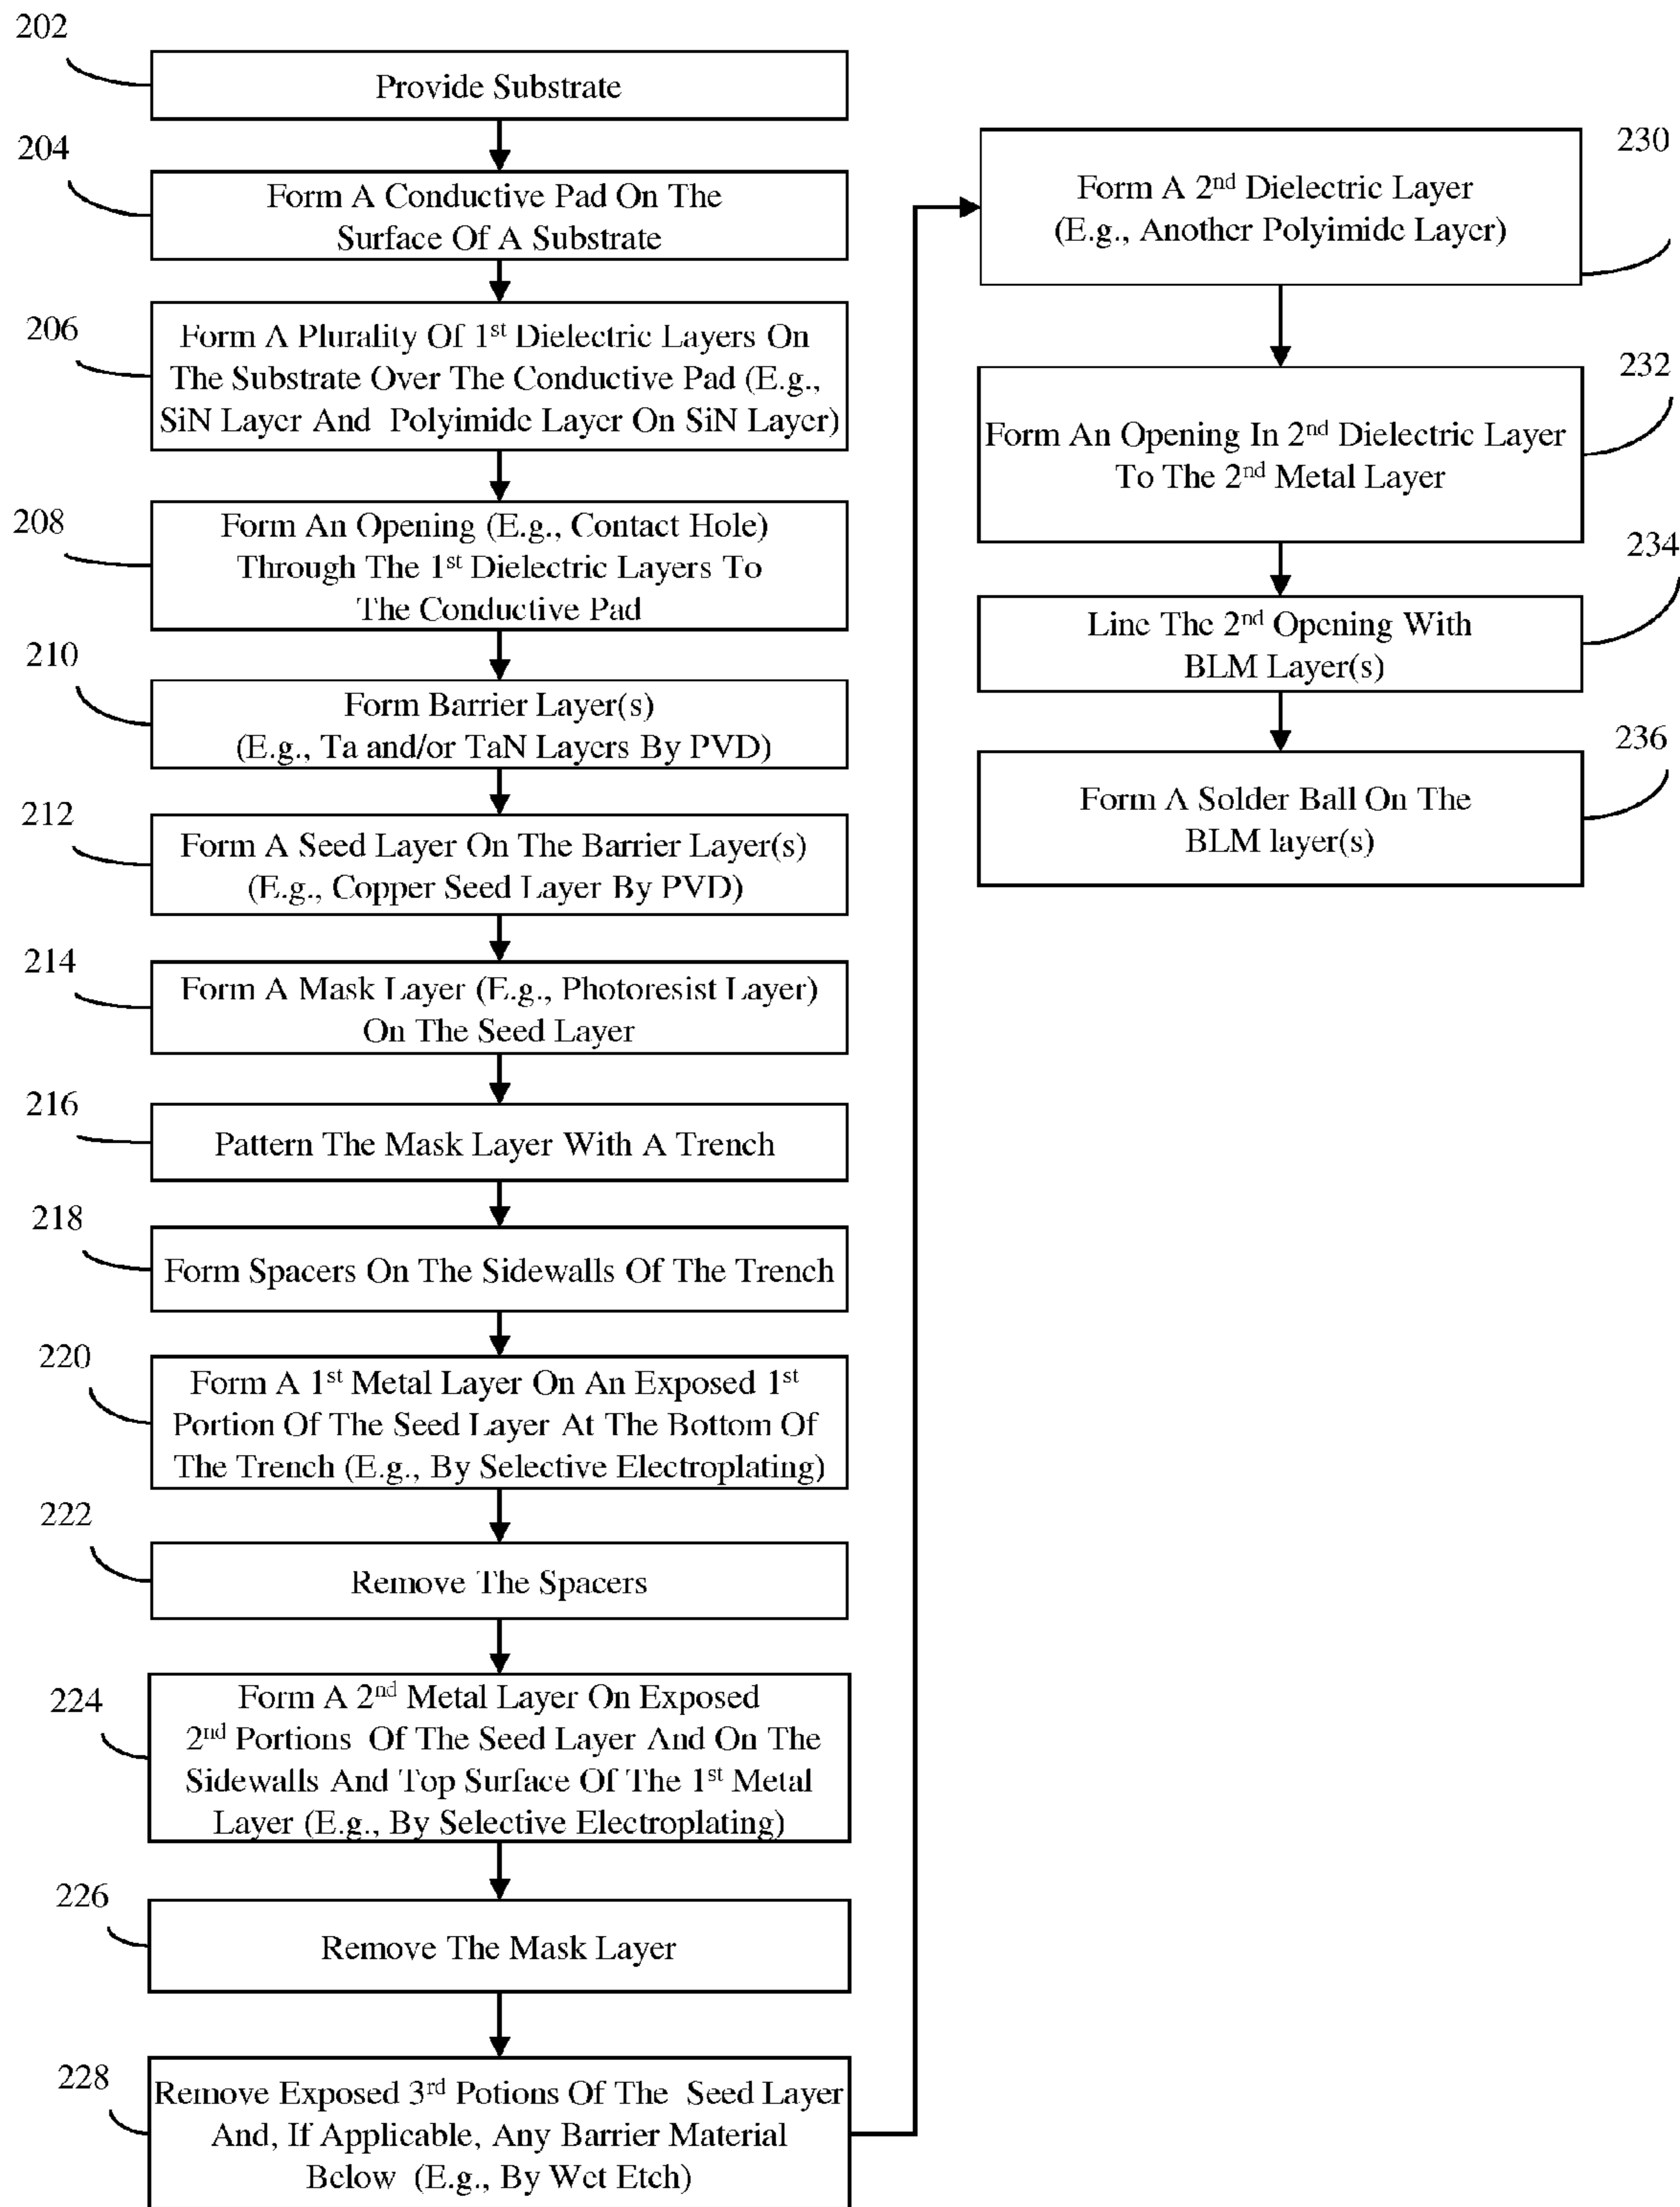 202
Provide Substrate
204
Form A Conductive Pad On The
Surface Of A Substrate
206
Form A Plurality Of 1st Dielectric Layers On
The Substrate Over The Conductive Pad (E.g.,
SiN Layer And Polyimide Layer On SiN Layer)
208
Form An Opening (E.g., Contact Hole)
Through The 1st Dielectric Layers To
The Conductive Pad
210
Form Barrier Layer(s)
(E.g., Ta and/or TaN Layers By PVD)
212
Form A Seed Layer On The Barrier Layer(s)
(E.g., Copper Seed Layer By PVD)
214
Form A Mask Layer (E.g., Photoresist Layer)
On The Seed Layer
216
Pattern The Mask Layer With A Trench
218
Form Spacers On The Sidewalls Of The Trench
220
Form A 1st Metal Layer On An Exposed 1st
Portion Of The Seed Layer At The Bottom Of
The Trench (E.g., By Selective Electroplating)
222
Remove The Spacers
224
Form A 2nd Metal Layer On Exposed
2nd Portions Of The Seed Layer And On The
Sidewalls And Top Surface Of The 1st Metal
Layer (E.g., By Selective Electroplating)
226
Remove The Mask Layer
228
Remove Exposed 3rd Potions Of The Seed Layer
And, If Applicable, Any Barrier Material
Below (E.g., By Wet Etch)
230
Form A 2nd Dielectric Layer
(E.g., Another Polyimide Layer)
232
Form An Opening In 2nd Dielectric Layer
To The 2nd Metal Layer
234
Line The 2nd Opening With
BLM Layer(s)
236
Form A Solder Ball On The
BLM layer(s)